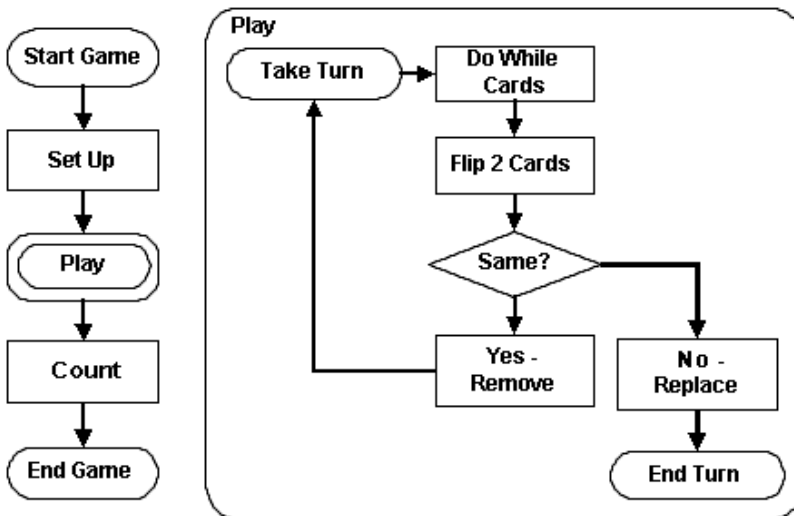 Start Game
Set Up
Play
Count
End Game
Play
Take Turn
Do While
Cards
Flip 2 Cards
Same?
Yes -
Remove
No -
Replace
End Turn